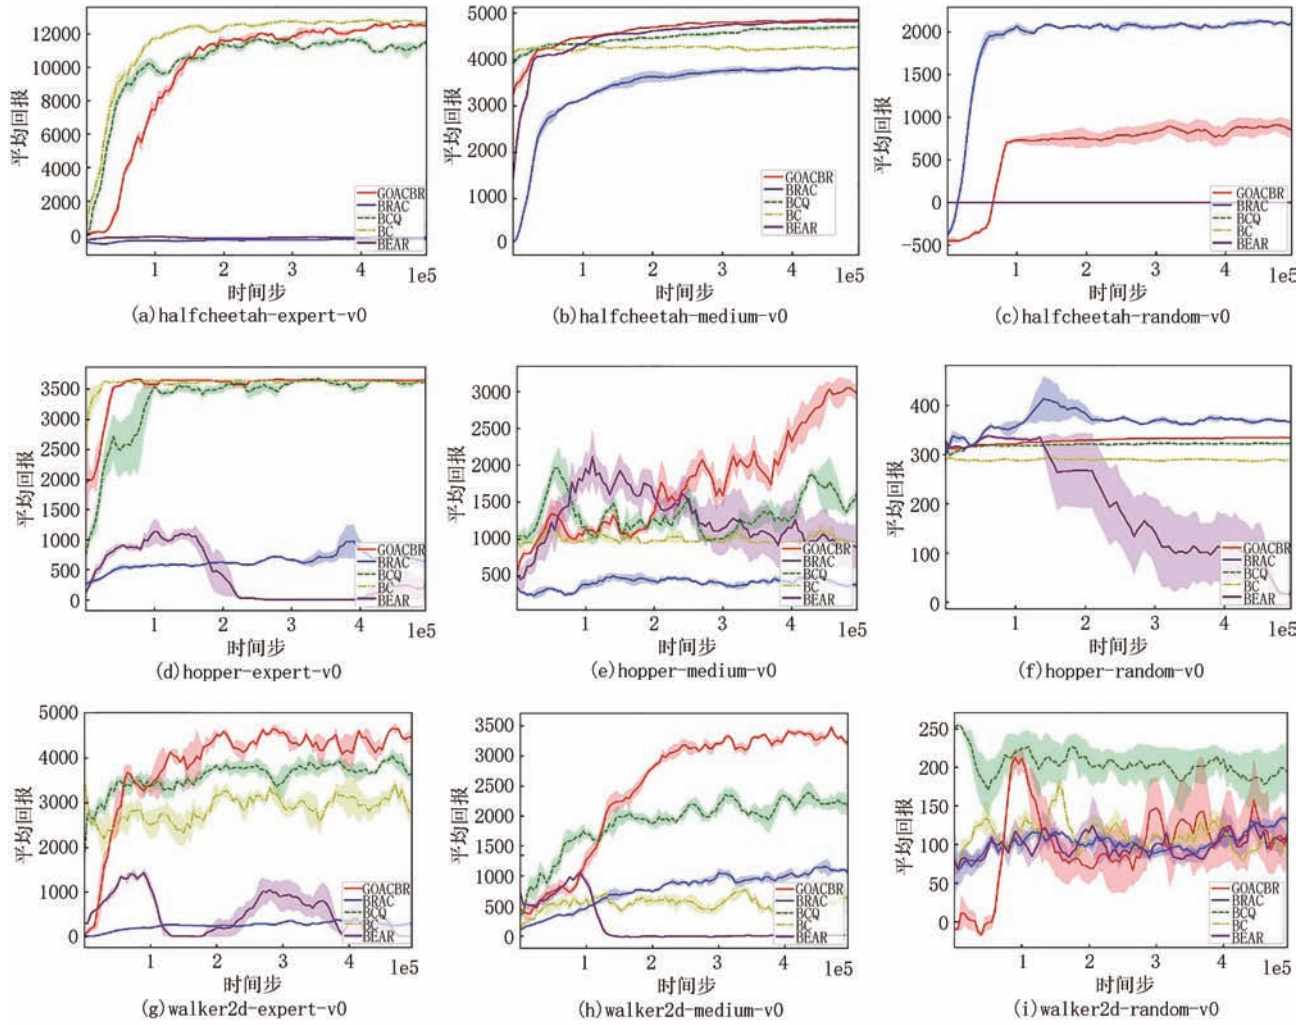 平均回报
12000
10000
8000
6000
4000
2000
0
GOACBR
BRAC
BCQ
BC
BEAR
1 2 3 4
1e5
时间步
(a)halfcheetah-expert-v0
平均回报
5000
4000
3000
2000
1000
0
GOACBR
BRAC
BCQ
BC
BEAR
1 2 3 4
1e5
时间步
(b)halfcheetah-medium-v0
平均回报
2000
1500
1000
500
0
-500
GOACBR
BRAC
BCQ
BC
BEAR
1 2 3 4
1e5
时间步
(c)halfcheetah-random-v0
平均回报
3500
3000
2500
2000
1500
1000
500
0
GOACBR
BRAC
BCQ
BC
BEAR
1 2 3 4
1e5
时间步
(d)hopper-expert-v0
平均回报
3000
2500
2000
1500
1000
500
GOACBR
BRAC
BCQ
BC
BEAR
1 2 3 4
1e5
时间步
(e)hopper-medium-v0
平均回报
400
300
200
100
0
GOACBR
BRAC
BCQ
BC
BEAR
1 2 3 4
1e5
时间步
(f)hopper-random-v0
平均回报
5000
4000
3000
2000
1000
0
GOACBR
BRAC
BCQ
BC
BEAR
1 2 3 4
1e5
时间步
(g)walker2d-expert-v0
平均回报
3500
3000
2500
2000
1500
1000
500
0
GOACBR
BRAC
BCQ
BC
BEAR
1 2 3 4
1e5
时间步
(h)walker2d-medium-v0
平均回报
250
200
150
100
50
0
GOACBR
BRAC
BCQ
BC
BEAR
1 2 3 4
1e5
时间步
(i)walker2d-random-v0